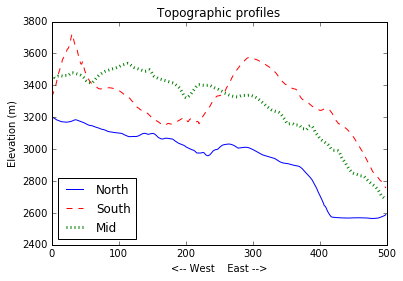 Topographic profiles
3800
3600
3400
3200
3000
2800
2600
2400
Elevation (m)
North
South
Mid
0 100 200 300 400 500
<-- West East -->